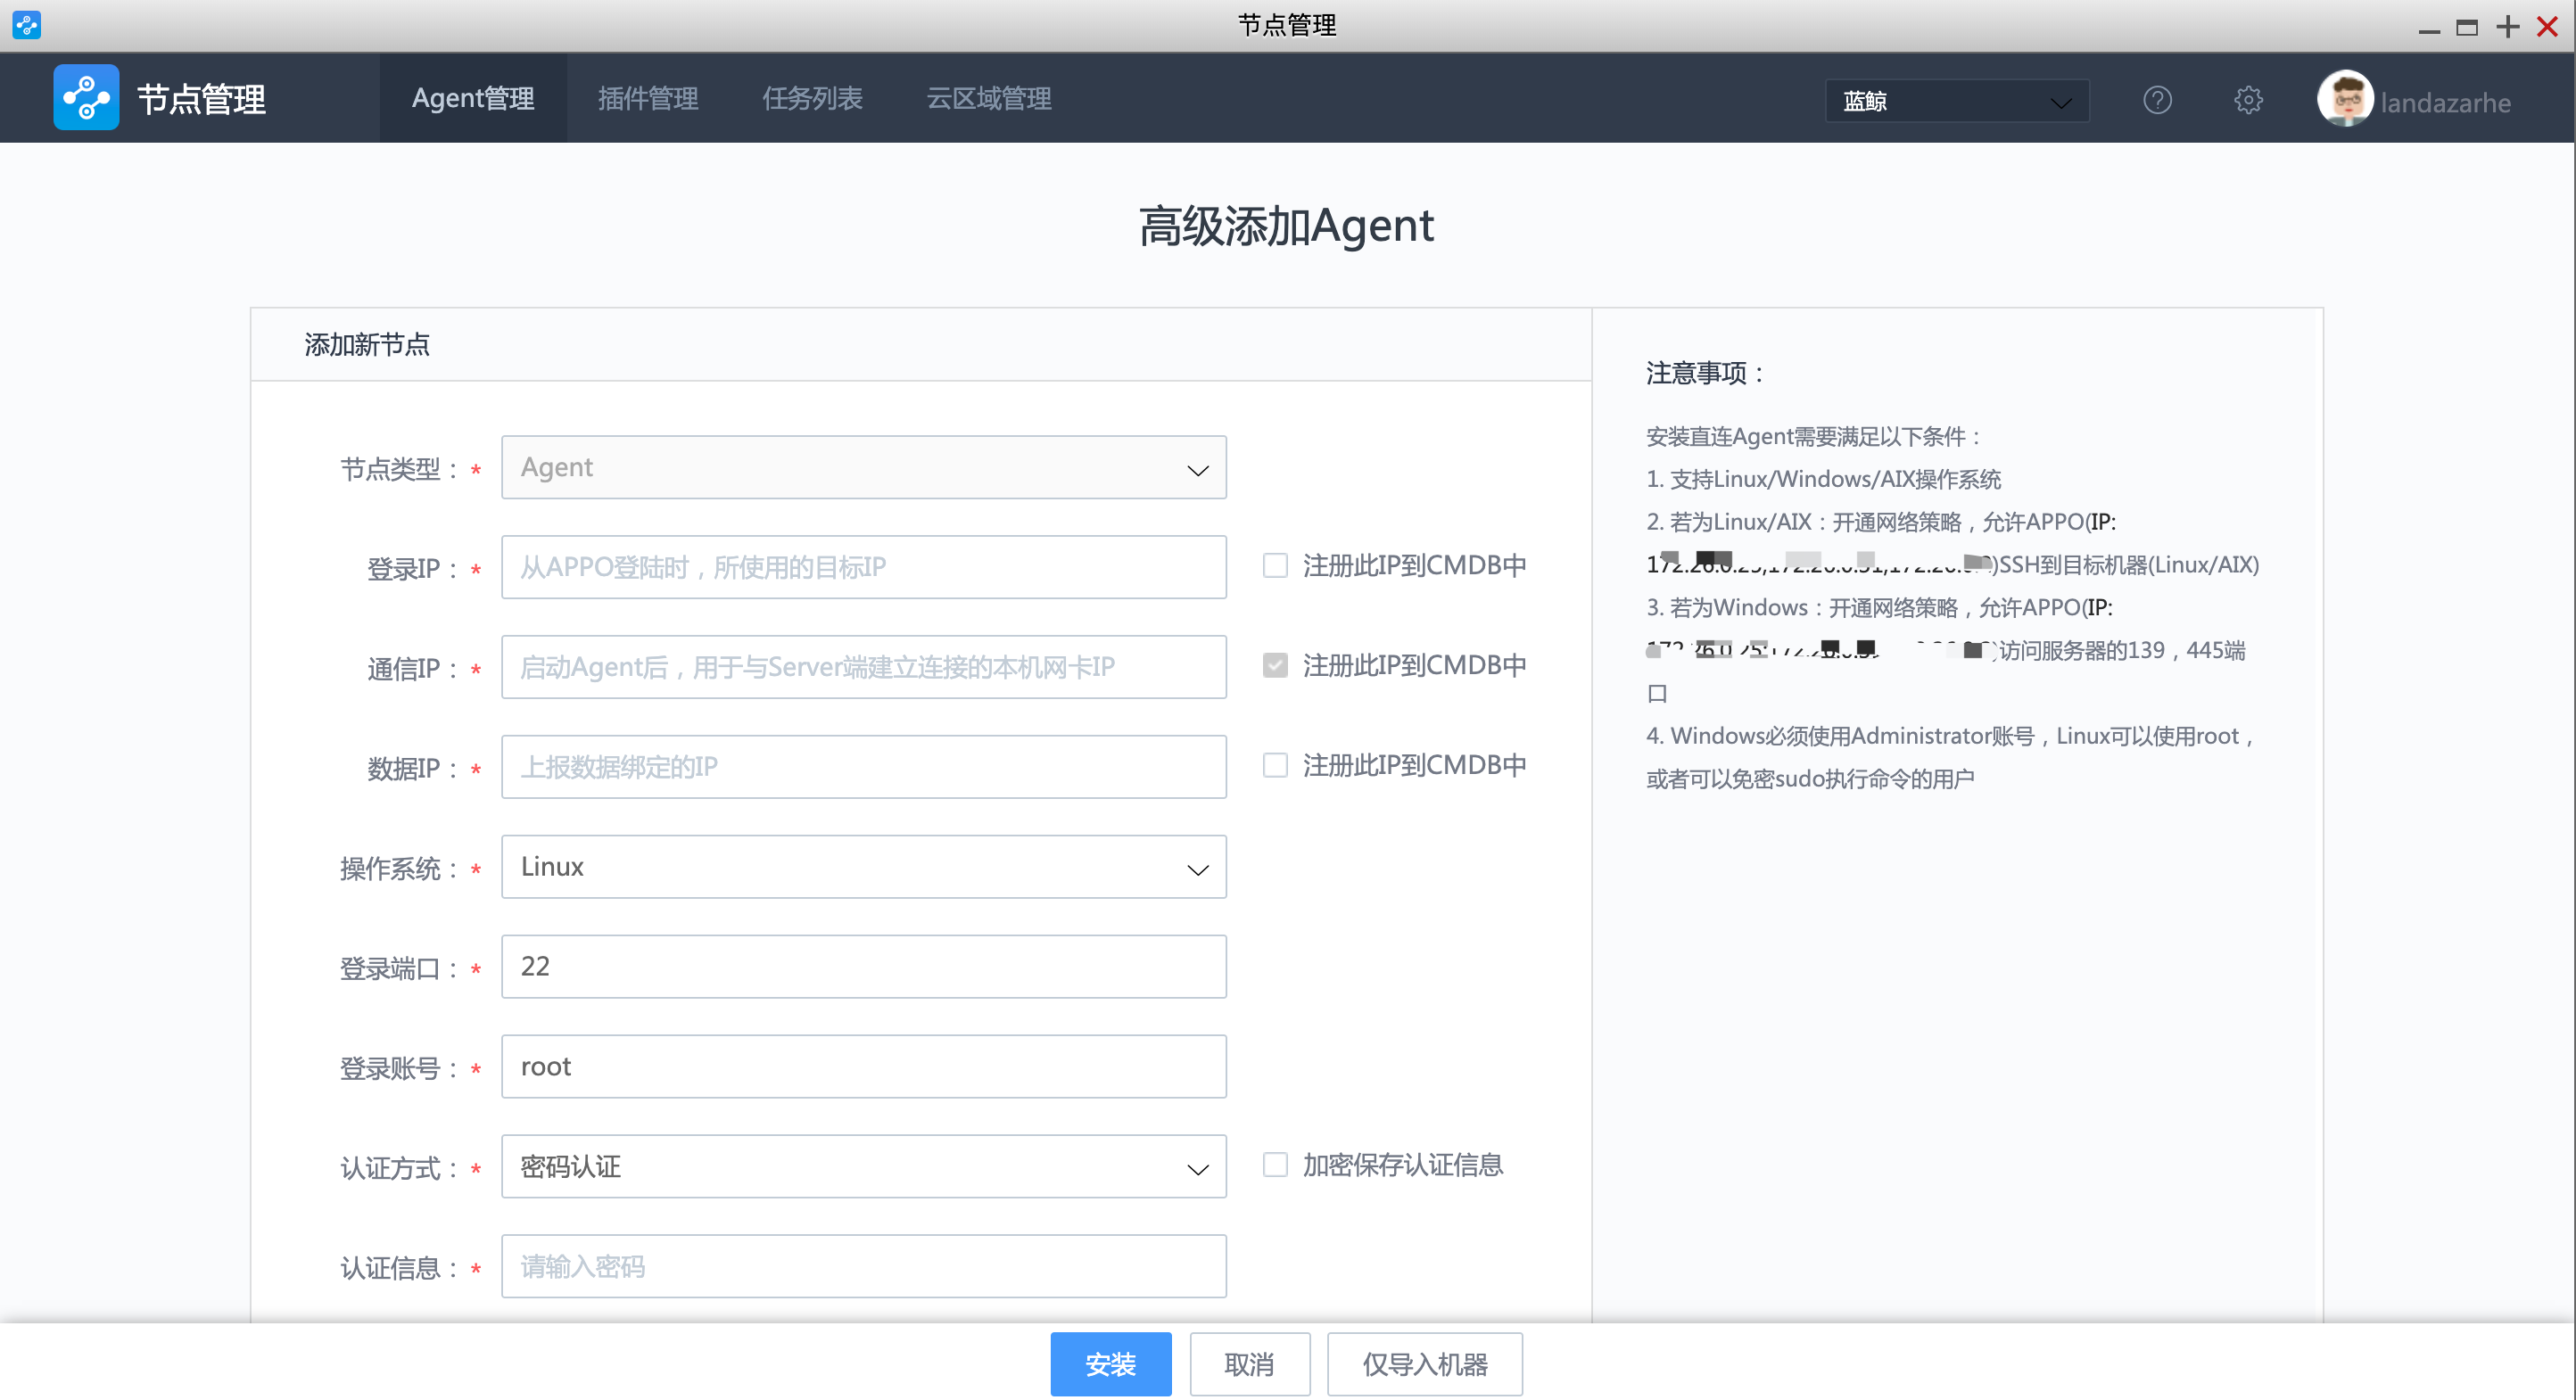 节点管理
节点管理
Agent管理
插件管理
任务列表
云区域管理
蓝鲸
landazarhe
高级添加Agent
添加新节点
节点类型：*
Agent
登录IP：*
从APPO登陆时，所使用的目标IP
注册此IP到CMDB中
通信IP：*
启动Agent后，用于与Server端建立连接的本机网卡IP
注册此IP到CMDB中
数据IP：*
上报数据绑定的IP
注册此IP到CMDB中
操作系统：*
Linux
登录端口：*
22
登录账号：*
root
认证方式：*
密码认证
加密保存认证信息
认证信息：*
请输入密码
注意事项：
安装直连Agent需要满足以下条件：
1. 支持Linux/Windows/AIX操作系统
2. 若为Linux/AIX：开通网络策略，允许APPO(IP:
)SSH到目标机器(Linux/AIX)
3. 若为Windows：开通网络策略，允许APPO(IP:
)访问服务器的139，445端
口
4. Windows必须使用Administrator账号，Linux可以使用root，
或者可以免密sudo执行命令的用户
安装
取消
仅导入机器